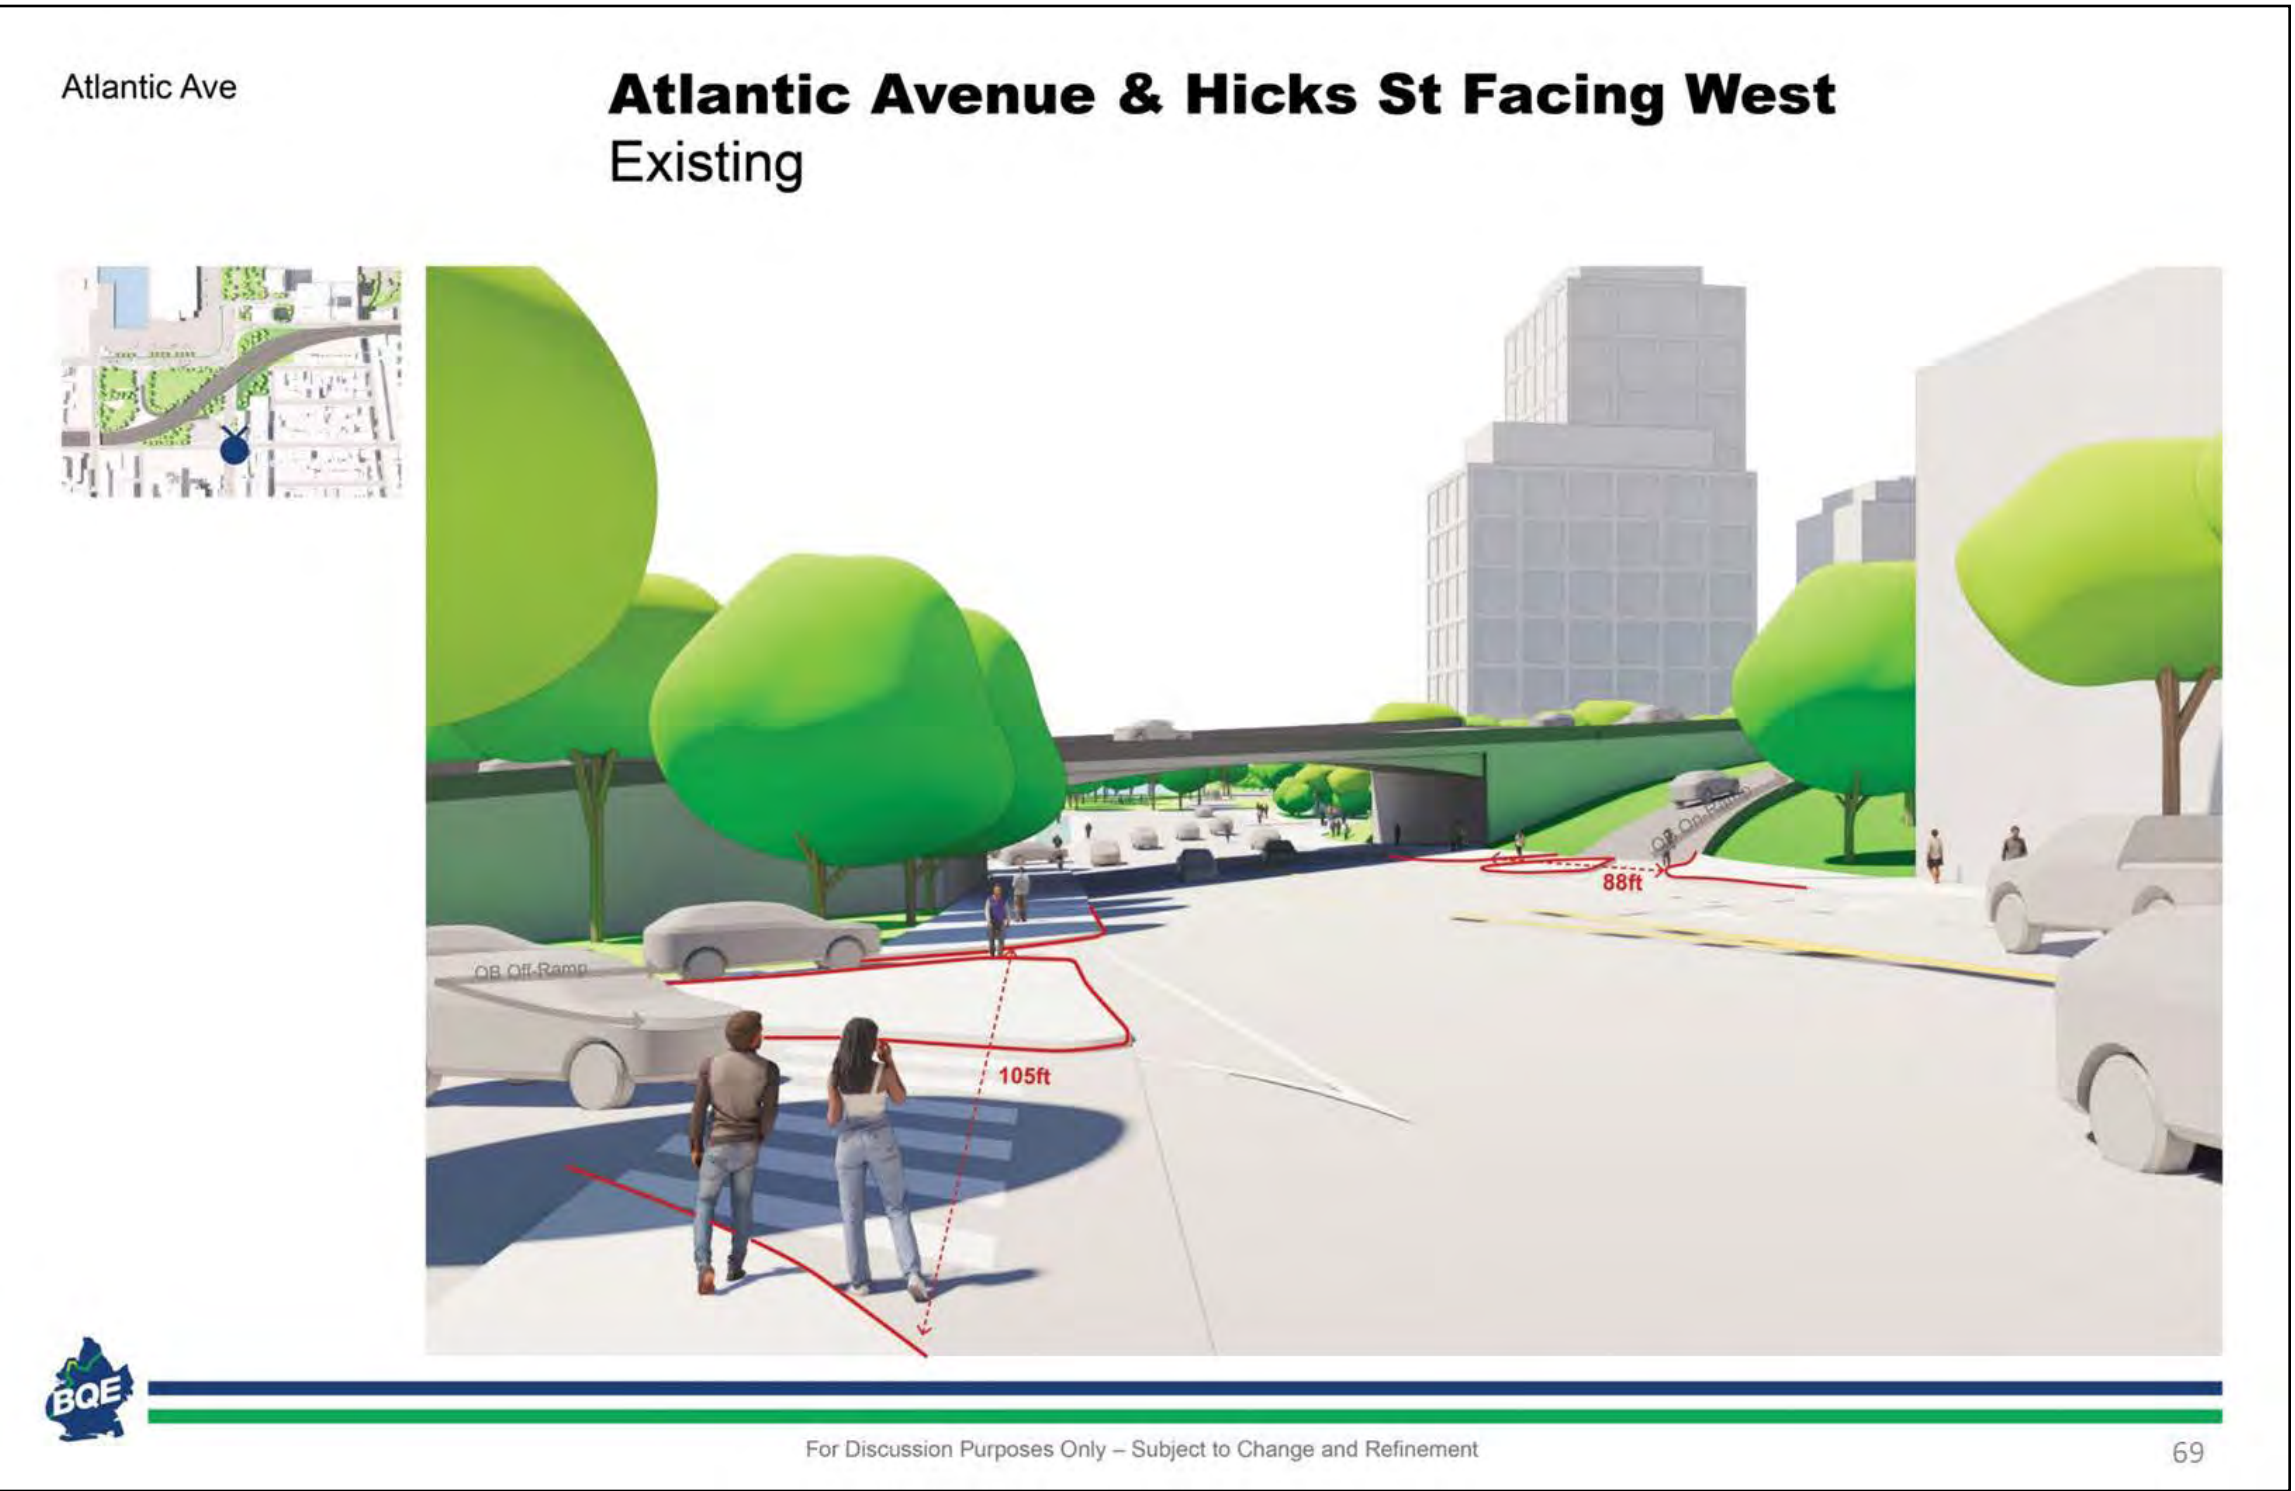 Atlantic Ave
Atlantic Avenue & Hicks St Facing West
Existing
88ft
QB Off-Ramp
105ft
BQE
For Discussion Purposes Only – Subject to Change and Refinement
69